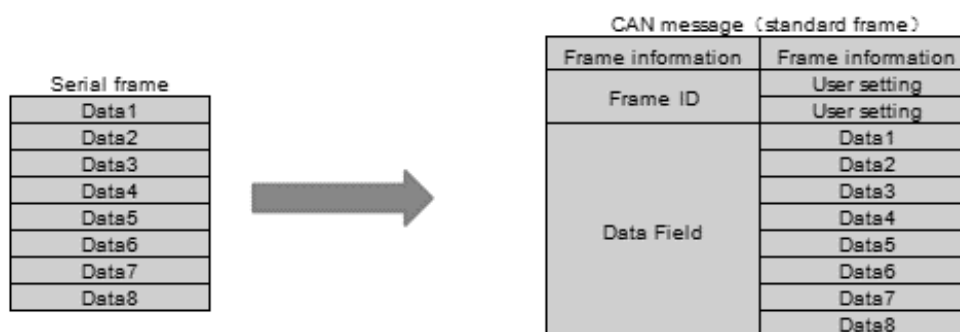 CAN message（standard frame）
Frame information Frame information
Serial frame
User setting
Frame ID
Data1
User setting
Data2
Data1
Data3
Data2
Data4
Data3
Data5
Data4
Data Field
Data6
Data5
Data7
Data6
Data8
Data7
Data8